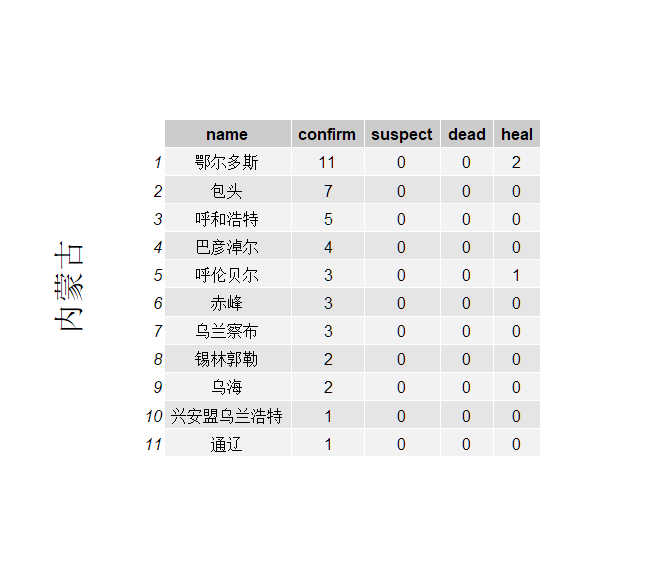 内蒙古
name confirm suspect dead heal
1 鄂尔多斯 11 0 0 2
2 包头 7 0 0 0
3 呼和浩特 5 0 0 0
4 巴彦淖尔 4 0 0 0
5 呼伦贝尔 3 0 0 1
6 赤峰 3 0 0 0
7 乌兰察布 3 0 0 0
8 锡林郭勒 2 0 0 0
9 乌海 2 0 0 0
10 兴安盟乌兰浩特 1 0 0 0
11 通辽 1 0 0 0